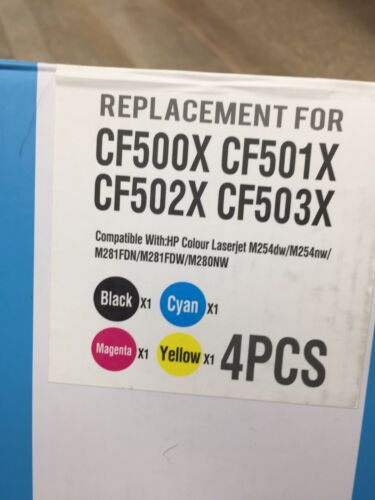 REPLACEMENT FOR
CF500X CF501X
CF502X CF503X
Compatible With:HP Colour Laserjet M254dw/M254nw/
M281FDN/M281FDW/M280NW
Black X1 Cyan X1
Magenta X1 Yellow X1 4PCS